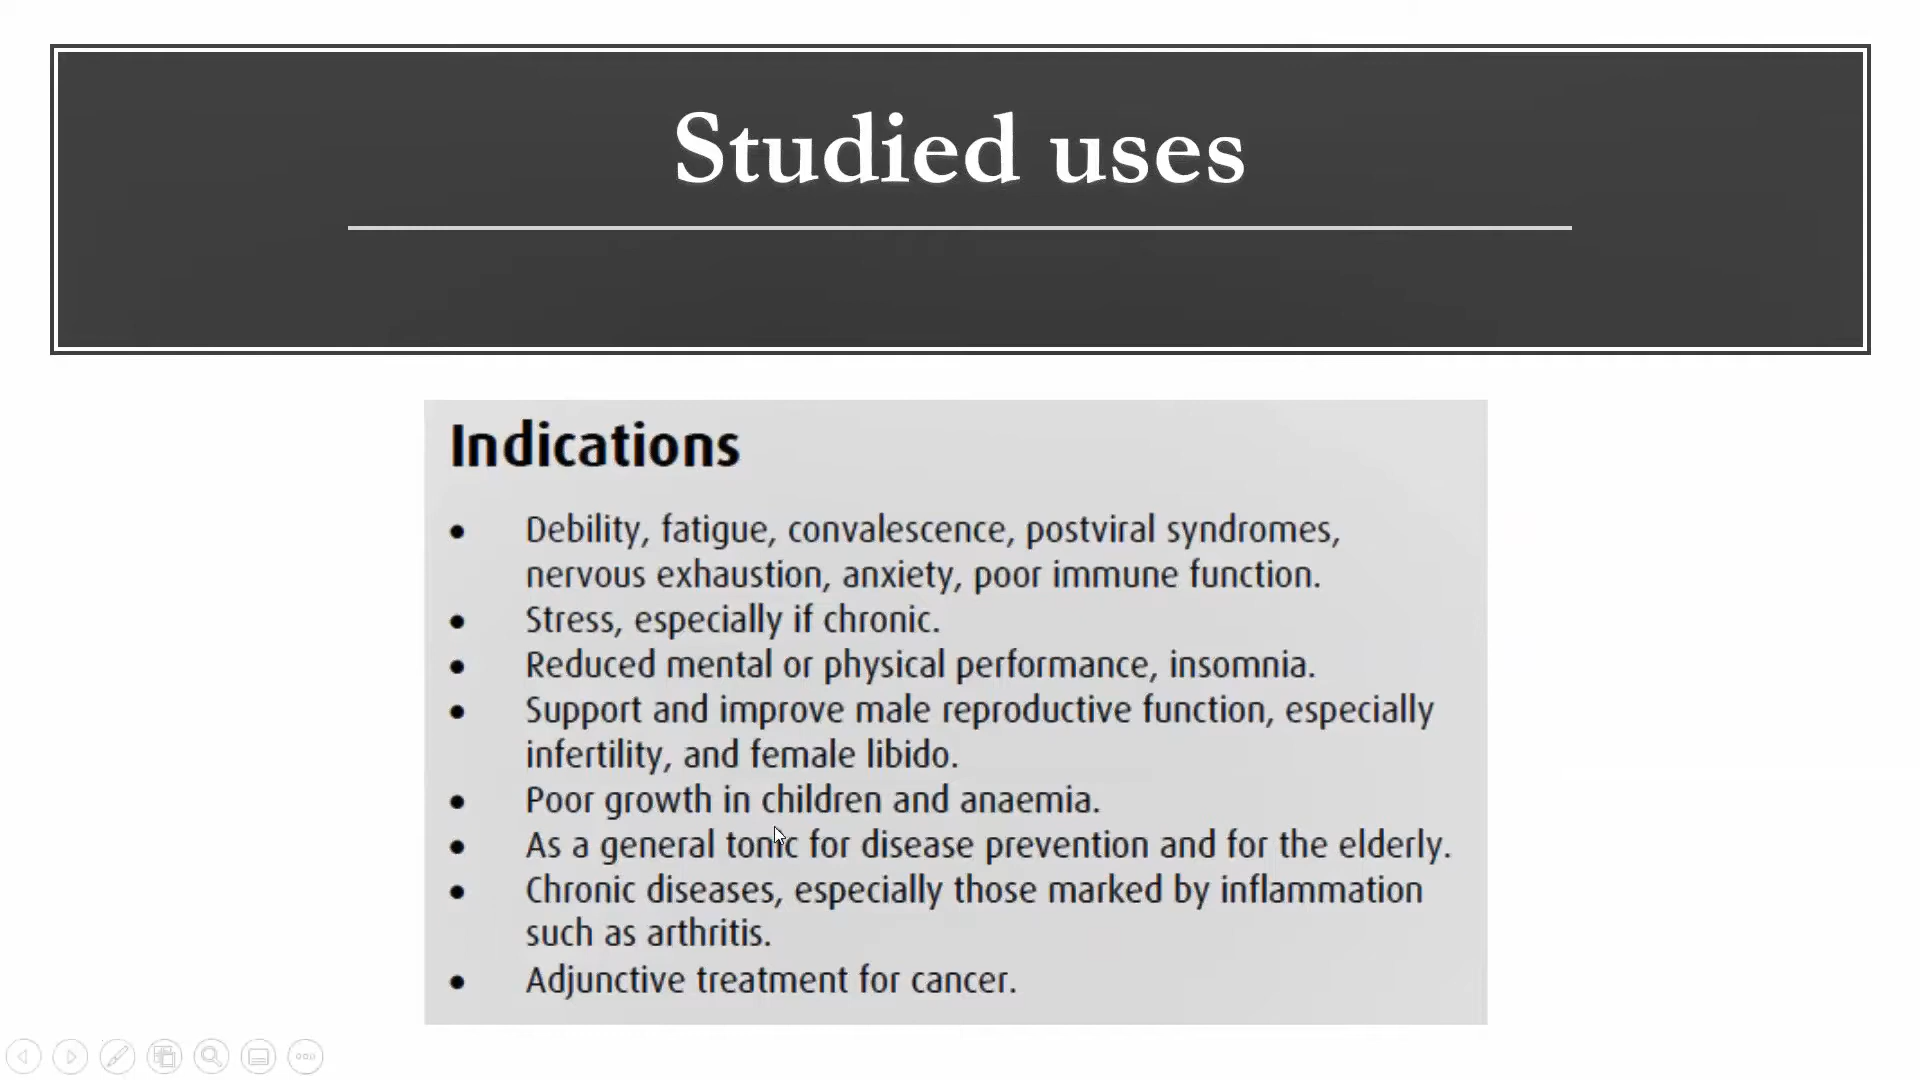 Studied uses
Indications
• Debility, fatigue, convalescence, postviral syndromes,
nervous exhaustion, anxiety, poor immune function.
• Stress, especially if chronic.
• Reduced mental or physical performance, insomnia.
• Support and improve male reproductive function, especially
infertility, and female libido.
• Poor growth in children and anaemia.
• As a general tonic for disease prevention and for the elderly.
• Chronic diseases, especially those marked by inflammation
such as arthritis.
• Adjunctive treatment for cancer.